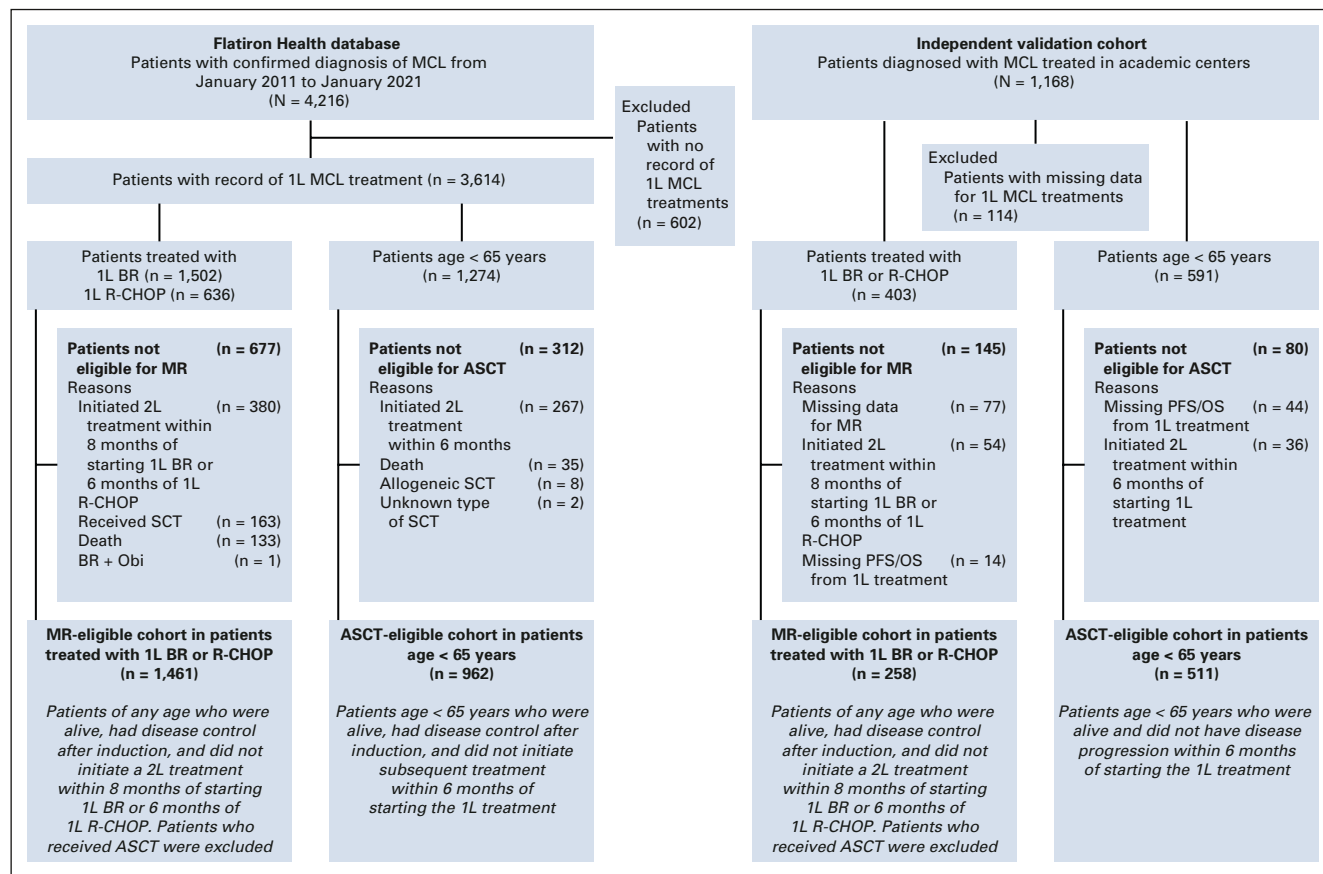 Flatiron Health database
Patients with confirmed diagnosis of MCL from
January 2011 to January 2021
(N = 4,216)
Excluded
Patients
with no
record of
1L MCL
treatments
(n = 602)
Patients with record of 1L MCL treatment (n = 3,614)
Patients treated with
1L BR (n = 1,502)
1L R-CHOP (n = 636)
Patients age < 65 years
(n = 1,274)
Patients not (n = 677)
eligible for MR
Reasons
Initiated 2L (n = 380)
treatment within
8 months of
starting 1L BR or
6 months of 1L
R-CHOP
Received SCT (n = 163)
Death (n = 133)
BR + Obi (n = 1)
Patients not (n = 312)
eligible for ASCT
Reasons
Initiated 2L (n = 267)
treatment
within 6 months
Death (n = 35)
Allogeneic SCT (n = 8)
Unknown type (n = 2)
of SCT
MR-eligible cohort in patients
treated with 1L BR or R-CHOP
(n = 1,461)
Patients of any age who were
alive, had disease control
after induction, and did not
initiate a 2L treatment
within 8 months of starting
1L BR or 6 months of
1L R-CHOP. Patients who
received ASCT were excluded
ASCT-eligible cohort in patients
age < 65 years
(n = 962)
Patients age < 65 years who were
alive, had disease control after
induction, and did not initiate
subsequent treatment
within 6 months of
starting the 1L treatment
Independent validation cohort
Patients diagnosed with MCL treated in academic centers
(N = 1,168)
Excluded
Patients with missing data
for 1L MCL treatments
(n = 114)
Patients treated with
1L BR or R-CHOP
(n = 403)
Patients age < 65 years
(n = 591)
Patients not (n = 145)
eligible for MR
Reasons
Missing data (n = 77)
for MR
Initiated 2L (n = 54)
treatment within
8 months of
starting 1L BR or
6 months of 1L
R-CHOP
Missing PFS/OS (n = 14)
from 1L treatment
Patients not (n = 80)
eligible for ASCT
Reasons
Missing PFS/OS (n = 44)
from 1L treatment
Initiated 2L (n = 36)
treatment within
6 months of
starting 1L
treatment
MR-eligible cohort in patients
treated with 1L BR or R-CHOP
(n = 258)
Patients of any age who were
alive, had disease control
after induction, and did not
initiate a 2L treatment
within 8 months of starting
1L BR or 6 months of
1L R-CHOP. Patients who
received ASCT were excluded
ASCT-eligible cohort in patients
age < 65 years
(n = 511)
Patients age < 65 years who were
alive and did not have disease
progression within 6 months
of starting the 1L treatment